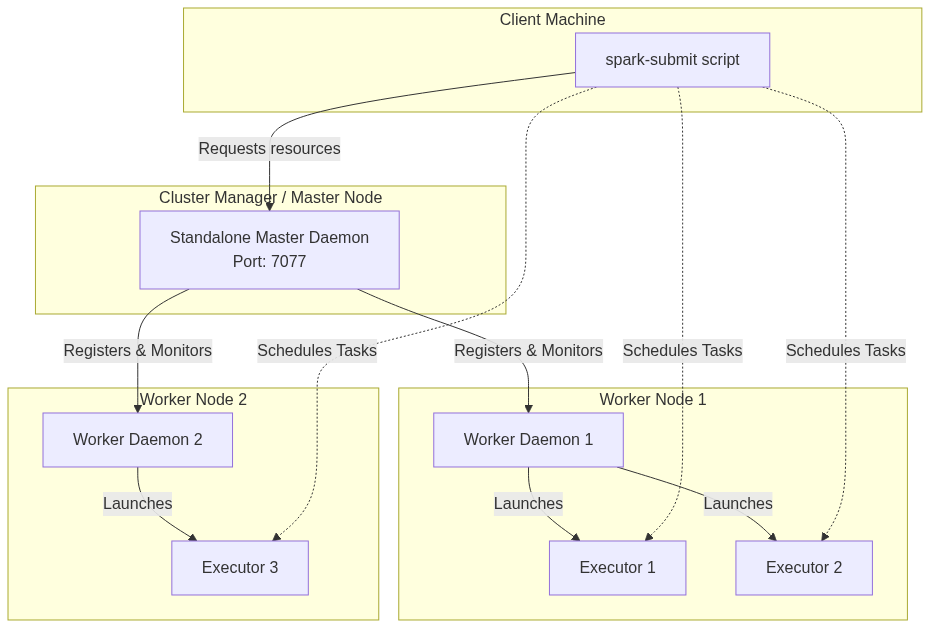 Client Machine
spark-submit script
Requests resources
Cluster Manager / Master Node
Standalone Master Daemon
Port: 7077
Registers & Monitors
Schedules Tasks
Registers & Monitors
Schedules Tasks
Schedules Tasks
Worker Node 2
Worker Node 1
Worker Daemon 2
Worker Daemon 1
Launches
Launches
Launches
Executor 3
Executor 1
Executor 2